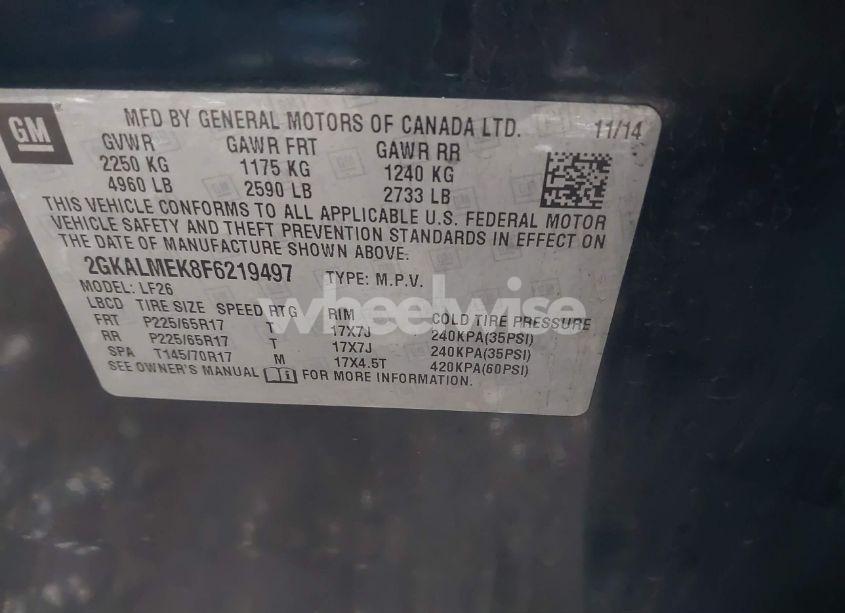 GM
MFD BY GENERAL MOTORS OF CANADA LTD. 11/14
GVWR GAWR FRT GAWR RR
2250 KG 1175 KG 1240 KG
4960 LB 2590 LB 2733 LB
THIS VEHICLE CONFORMS TO ALL APPLICABLE U.S. FEDERAL MOTOR
VEHICLE SAFETY AND THEFT PREVENTION STANDARDS IN EFFECT ON
THE DATE OF MANUFACTURE SHOWN ABOVE.
2GKALMEK8F6219497 TYPE: M.P.V.
MODEL: LF26
wheelwise
LBCD TIRE SIZE SPEED RTG RIM COLD TIRE PRESSURE
FRT P225/65R17 T 17X7J 240KPA(35PSI)
RR P225/65R17 T 17X7J 240KPA(35PSI)
SPA T145/70R17 M 17X4.5T 420KPA(60PSI)
SEE OWNER'S MANUAL FOR MORE INFORMATION.